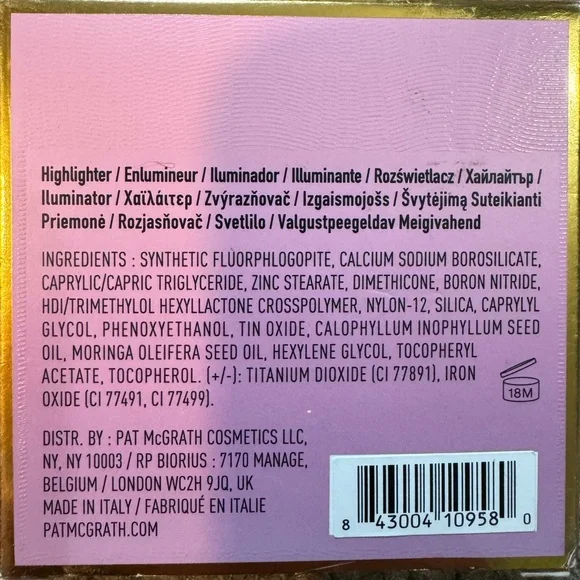 Highlighter / Enlumineur / Iluminador / Illuminante / Rozświetlacz / Хайлайтър /
Iluminator / Χαϊλάιτερ / Zvýrazňovač / Izgaismojošs / Švytėjimą Suteikianti
Priemonė / Rozjasňovač / Svetlilo / Valgustpeegeldav Meigivahend
INGREDIENTS : SYNTHETIC FLUORPHLOGOPITE, CALCIUM SODIUM BOROSILICATE,
CAPRYLIC/CAPRIC TRIGLYCERIDE, ZINC STEARATE, DIMETHICONE, BORON NITRIDE,
HDI/TRIMETHYLOL HEXYLLACTONE CROSSPOLYMER, NYLON-12, SILICA, CAPRYLYL
GLYCOL, PHENOXYETHANOL, TIN OXIDE, CALOPHYLLUM INOPHYLLUM SEED
OIL, MORINGA OLEIFERA SEED OIL, HEXYLENE GLYCOL, TOCOPHERYL
ACETATE, TOCOPHEROL. (+/-): TITANIUM DIOXIDE (CI 77891), IRON
OXIDE (CI 77491, CI 77499).
18M
DISTR. BY : PAT McGRATH COSMETICS LLC,
NY, NY 10003 / RP BIORIUS : 7170 MANAGE,
BELGIUM / LONDON WC2H 9JQ, UK
MADE IN ITALY / FABRIQUÉ EN ITALIE
PATMCGRATH.COM
8 43004 10958 0